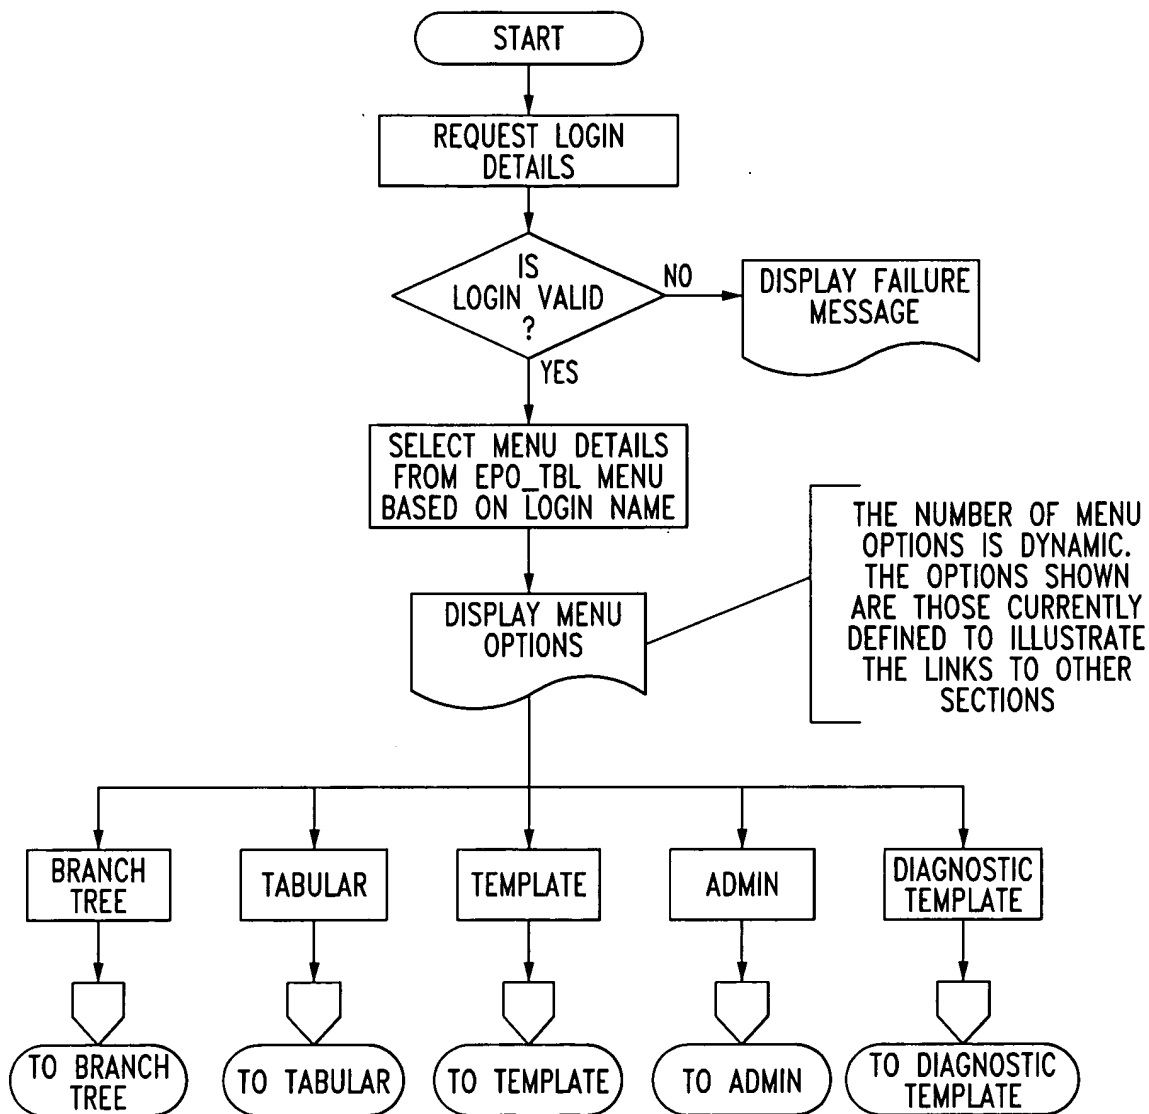 START
REQUEST LOGIN
DETAILS
IS
LOGIN VALID
?
NO
DISPLAY FAILURE
MESSAGE
YES
SELECT MENU DETAILS
FROM EPO_TBL MENU
BASED ON LOGIN NAME
DISPLAY MENU
OPTIONS
THE NUMBER OF MENU
OPTIONS IS DYNAMIC.
THE OPTIONS SHOWN
ARE THOSE CURRENTLY
DEFINED TO ILLUSTRATE
THE LINKS TO OTHER
SECTIONS
BRANCH
TREE
TABULAR
TEMPLATE
ADMIN
DIAGNOSTIC
TEMPLATE
TO BRANCH
TREE
TO TABULAR
TO TEMPLATE
TO ADMIN
TO DIAGNOSTIC
TEMPLATE